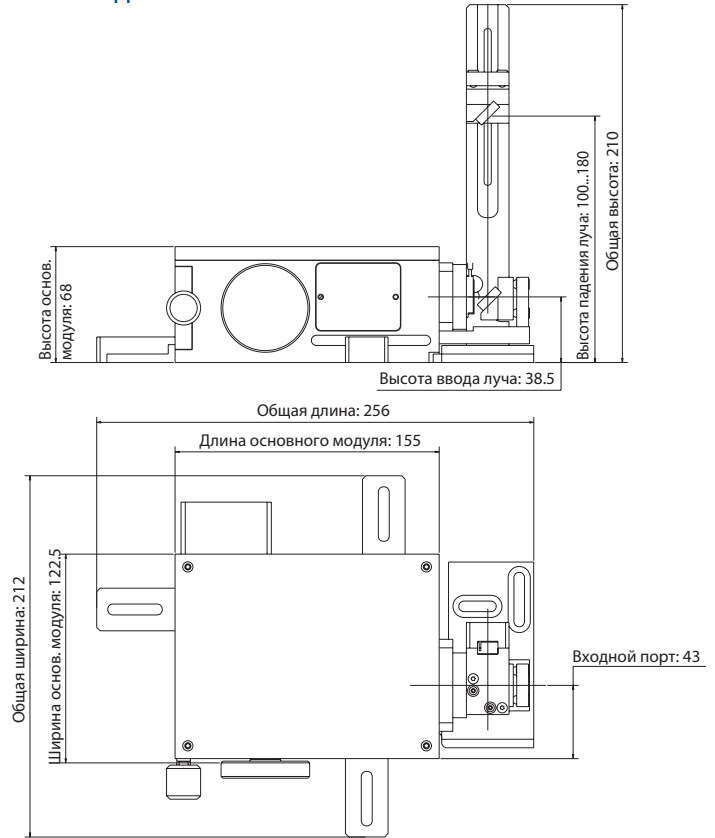 Общая высота: 210
Высота падения луча: 100...180
Высота основ.
модуля: 68
Высота ввода луча: 38.5
Общая длина: 256
Длина основного модуля: 155
Общая ширина: 212
Ширина основ. модуля: 122.5
Входной порт: 43